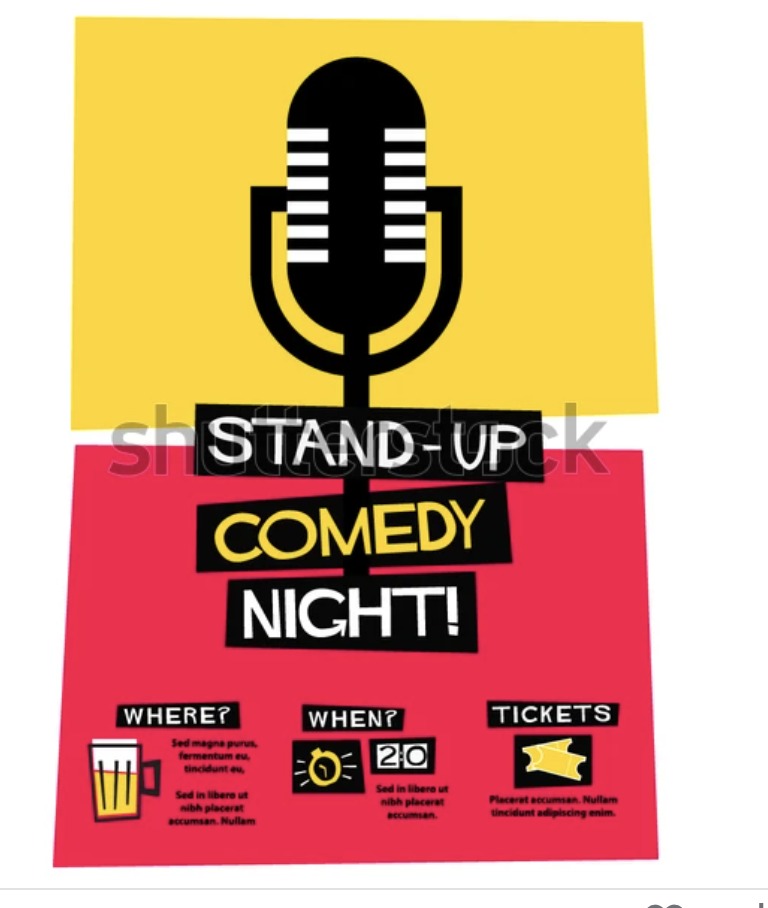 shutterstock
STAND-UP
COMEDY
NIGHT!
WHERE?
Sed magna purus,
fermentum eu,
tincidunt eu,
Sed in libero ut
nibh placerat
accumsan. Nullam
WHEN?
20
Sed in libero ut
nibh placerat
accumsan.
TICKETS
Placerat accumsan. Nullam
tincidunt adipiscing enim.